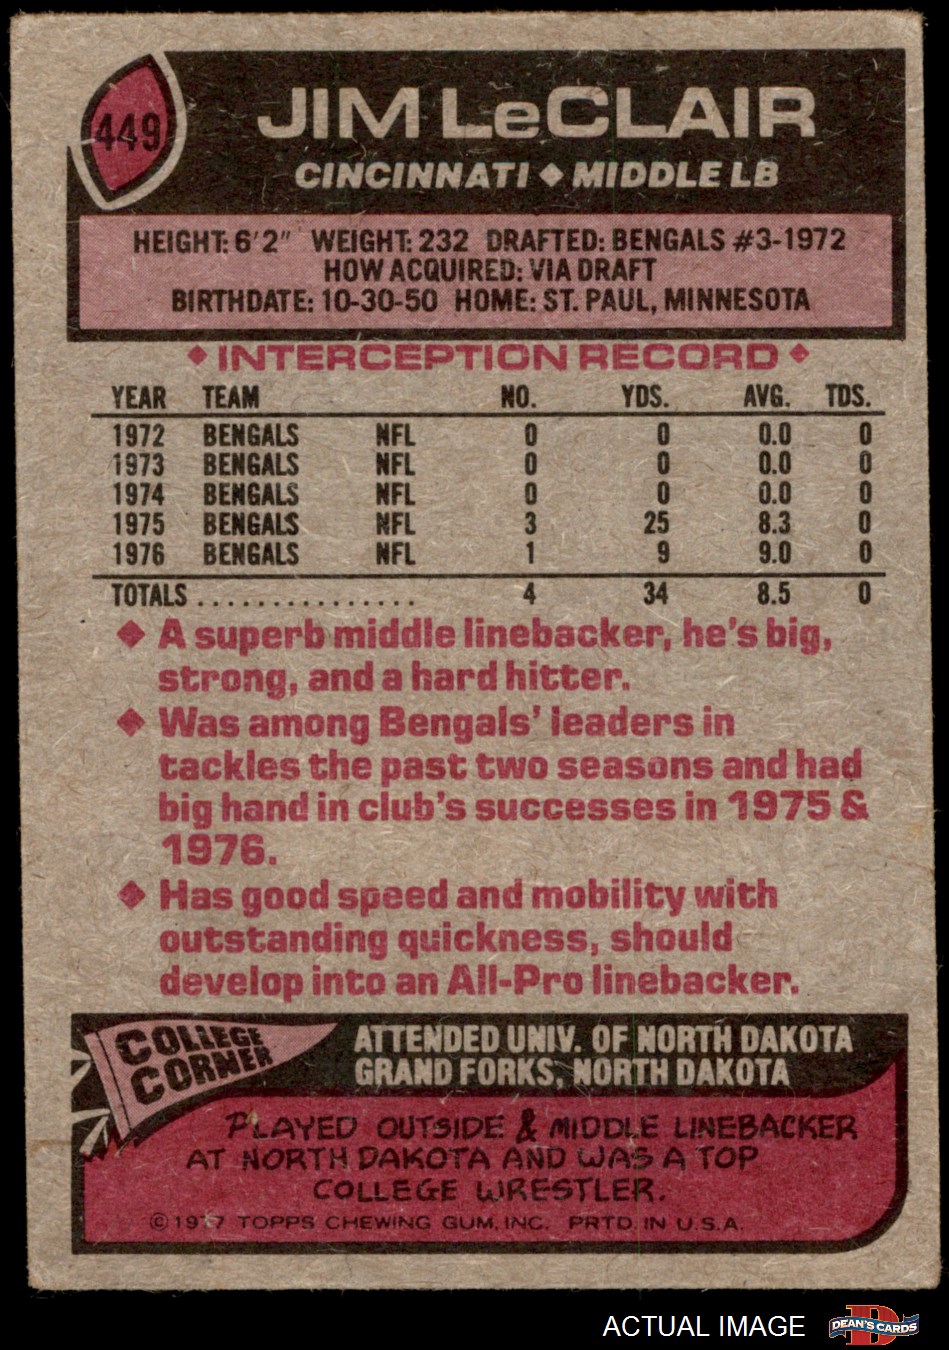 449
JIM LeCLAIR
CINCINNATI ◆ MIDDLE LB
HEIGHT: 6'2" WEIGHT: 232 DRAFTED: BENGALS #3-1972
HOW ACQUIRED: VIA DRAFT
BIRTHDATE: 10-30-50 HOME: ST. PAUL, MINNESOTA
◆ INTERCEPTION RECORD ◆
YEAR TEAM NO. YDS. AVG. TDS.
1972 BENGALS NFL 0 0 0.0 0
1973 BENGALS NFL 0 0 0.0 0
1974 BENGALS NFL 0 0 0.0 0
1975 BENGALS NFL 3 25 8.3 0
1976 BENGALS NFL 1 9 9.0 0
TOTALS ............... 4 34 8.5 0
◆ A superb middle linebacker, he's big,
strong, and a hard hitter.
◆ Was among Bengals' leaders in
tackles the past two seasons and had
big hand in club's successes in 1975 &
1976.
◆ Has good speed and mobility with
outstanding quickness, should
develop into an All-Pro linebacker.
COLLEGE
CORNER
ATTENDED UNIV. OF NORTH DAKOTA
GRAND FORKS, NORTH DAKOTA
PLAYED OUTSIDE & MIDDLE LINEBACKER
AT NORTH DAKOTA AND WAS A TOP
COLLEGE WRESTLER.
© 1977 TOPPS CHEWING GUM, INC. PRTD. IN U.S.A.
ACTUAL IMAGE
D
DEAN'S CARDS